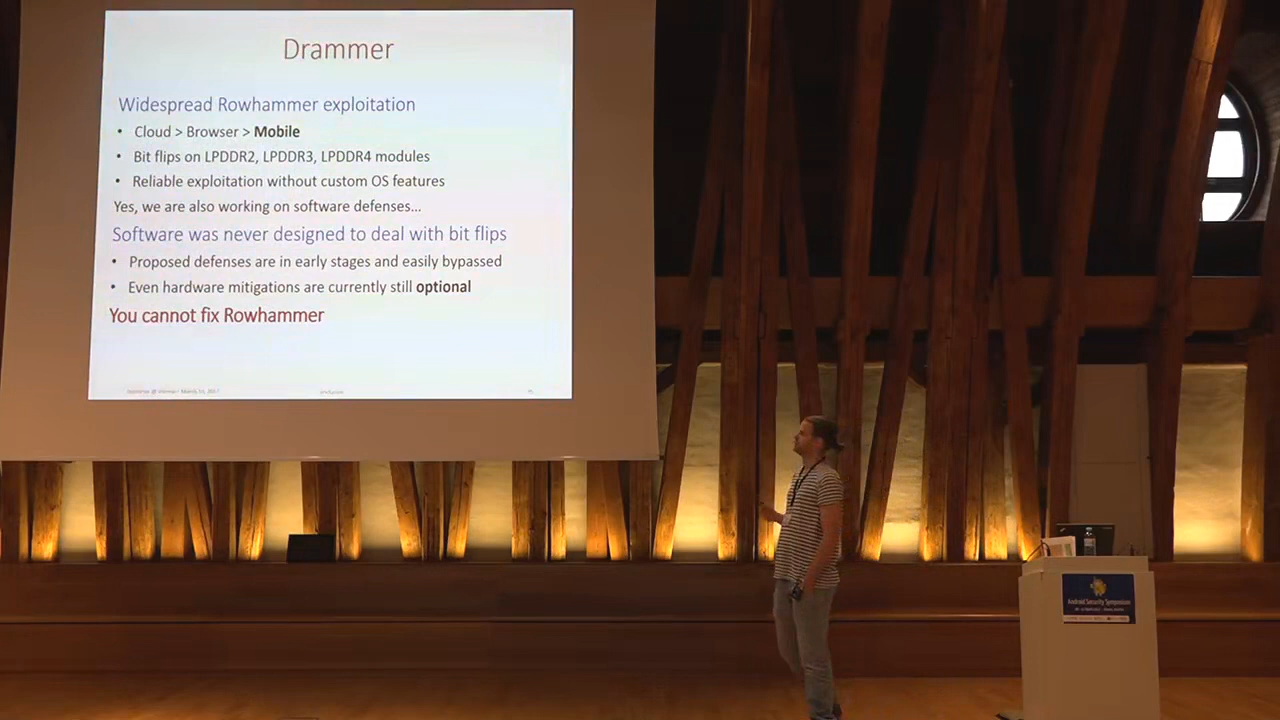 Drammer
Widespread Rowhammer exploitation
• Cloud > Browser > Mobile
• Bit flips on LPDDR2, LPDDR3, LPDDR4 modules
• Reliable exploitation without custom OS features
Yes, we are also working on software defenses...
Software was never designed to deal with bit flips
• Proposed defenses are in early stages and easily bypassed
• Even hardware mitigations are currently still optional
You cannot fix Rowhammer
Android Security Symposium